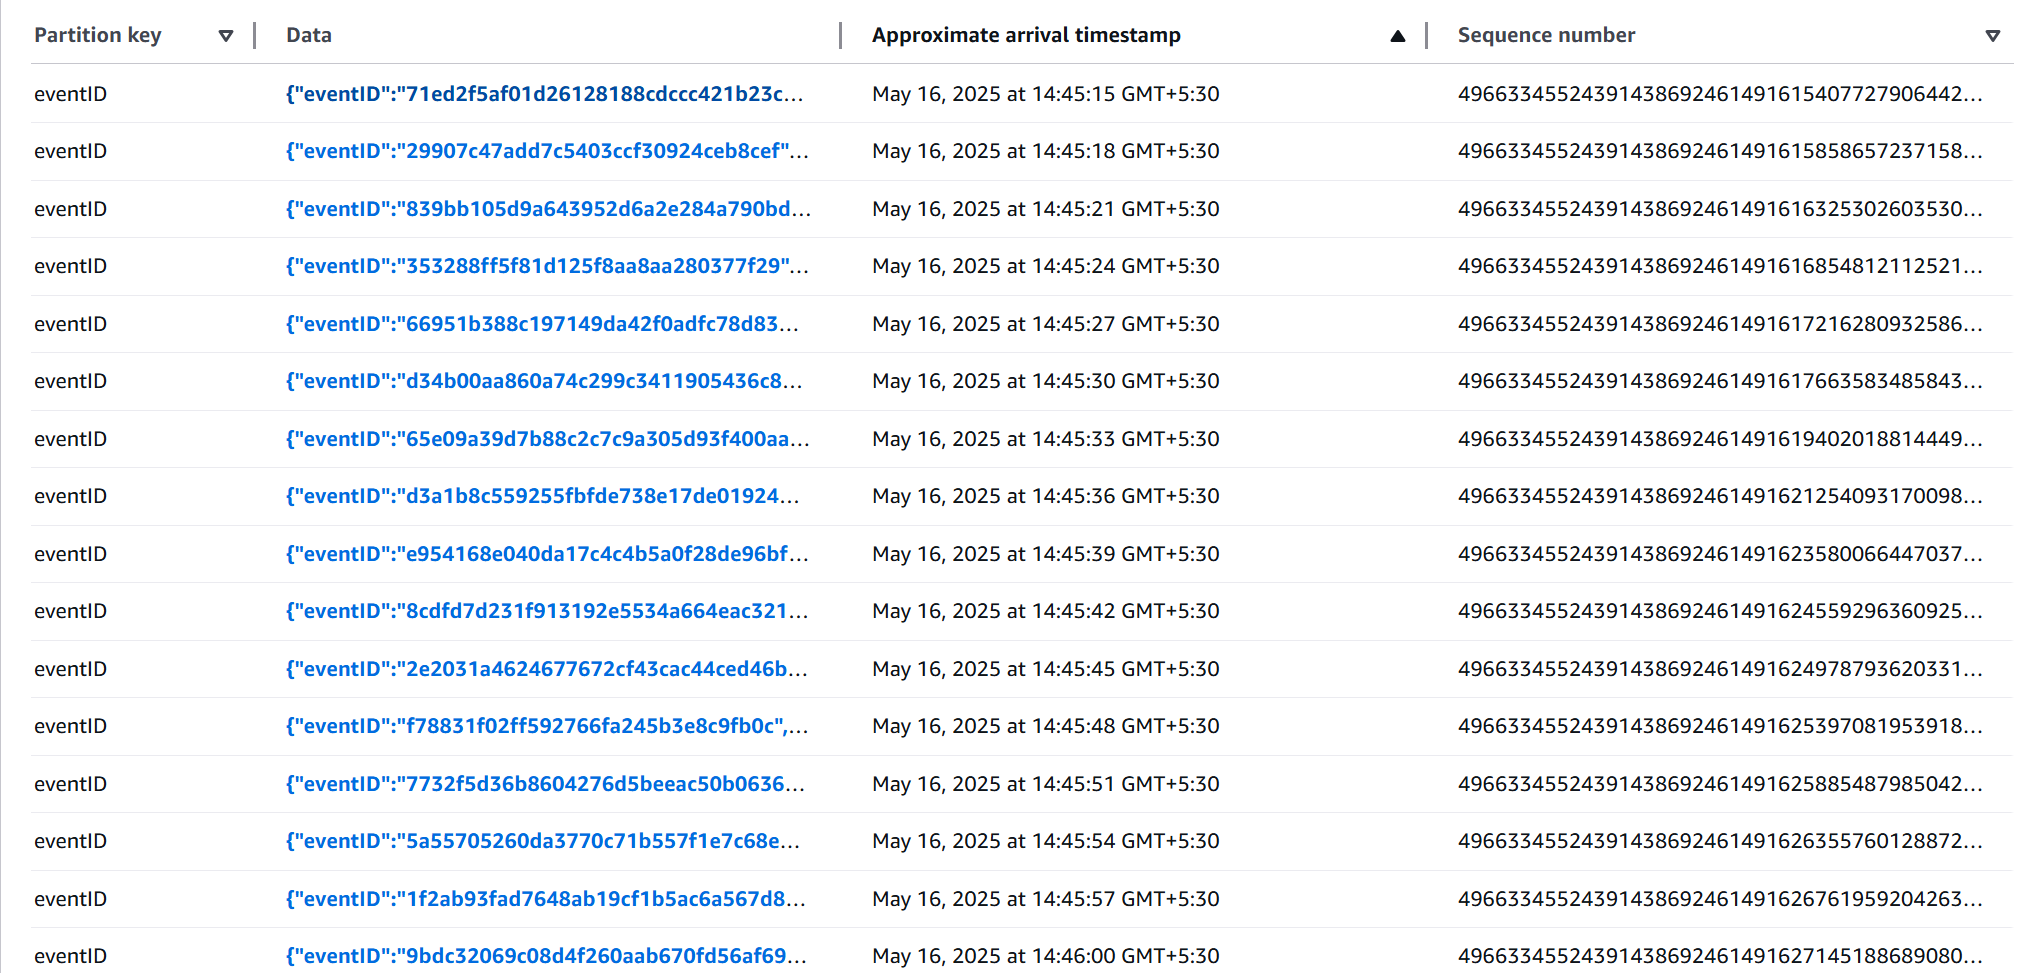 Partition key Data Approximate arrival timestamp Sequence number
eventID {"eventID":"71ed2f5af01d26128188cdccc421b23c... May 16, 2025 at 14:45:15 GMT+5:30 49663345524391438692461491615407727906442...
eventID {"eventID":"29907c47add7c5403ccf30924ceb8cef"... May 16, 2025 at 14:45:18 GMT+5:30 49663345524391438692461491615858657237158...
eventID {"eventID":"839bb105d9a643952d6a2e284a790bd... May 16, 2025 at 14:45:21 GMT+5:30 49663345524391438692461491616325302603530...
eventID {"eventID":"353288ff5f81d125f8aa8aa280377f29"... May 16, 2025 at 14:45:24 GMT+5:30 49663345524391438692461491616854812112521...
eventID {"eventID":"66951b388c197149da42f0adfc78d83... May 16, 2025 at 14:45:27 GMT+5:30 49663345524391438692461491617216280932586...
eventID {"eventID":"d34b00aa860a74c299c3411905436c8... May 16, 2025 at 14:45:30 GMT+5:30 49663345524391438692461491617663583485843...
eventID {"eventID":"65e09a39d7b88c2c7c9a305d93f400aa... May 16, 2025 at 14:45:33 GMT+5:30 49663345524391438692461491619402018814449...
eventID {"eventID":"d3a1b8c559255fbfde738e17de01924... May 16, 2025 at 14:45:36 GMT+5:30 49663345524391438692461491621254093170098...
eventID {"eventID":"e954168e040da17c4c4b5a0f28de96bf... May 16, 2025 at 14:45:39 GMT+5:30 49663345524391438692461491623580066447037...
eventID {"eventID":"8cdfd7d231f913192e5534a664eac321... May 16, 2025 at 14:45:42 GMT+5:30 49663345524391438692461491624559296360925...
eventID {"eventID":"2e2031a4624677672cf43cac44ced46b... May 16, 2025 at 14:45:45 GMT+5:30 49663345524391438692461491624978793620331...
eventID {"eventID":"f78831f02ff592766fa245b3e8c9fb0c",... May 16, 2025 at 14:45:48 GMT+5:30 49663345524391438692461491625397081953918...
eventID {"eventID":"7732f5d36b8604276d5beeac50b0636... May 16, 2025 at 14:45:51 GMT+5:30 49663345524391438692461491625885487985042...
eventID {"eventID":"5a55705260da3770c71b557f1e7c68e... May 16, 2025 at 14:45:54 GMT+5:30 49663345524391438692461491626355760128872...
eventID {"eventID":"1f2ab93fad7648ab19cf1b5ac6a567d8... May 16, 2025 at 14:45:57 GMT+5:30 49663345524391438692461491626761959204263...
eventID {"eventID":"9bdc32069c08d4f260aab670fd56af69... May 16, 2025 at 14:46:00 GMT+5:30 49663345524391438692461491627145188689080...